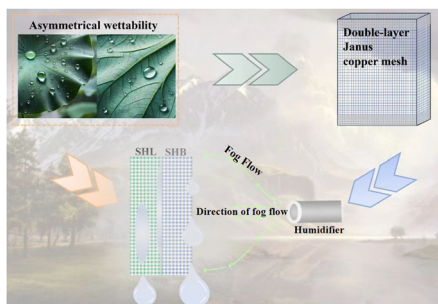 Asymmetrical wettability
Double-layer
Janus
copper mesh
SHL SHB
Fog Flow
Direction of fog flow
Humidifier